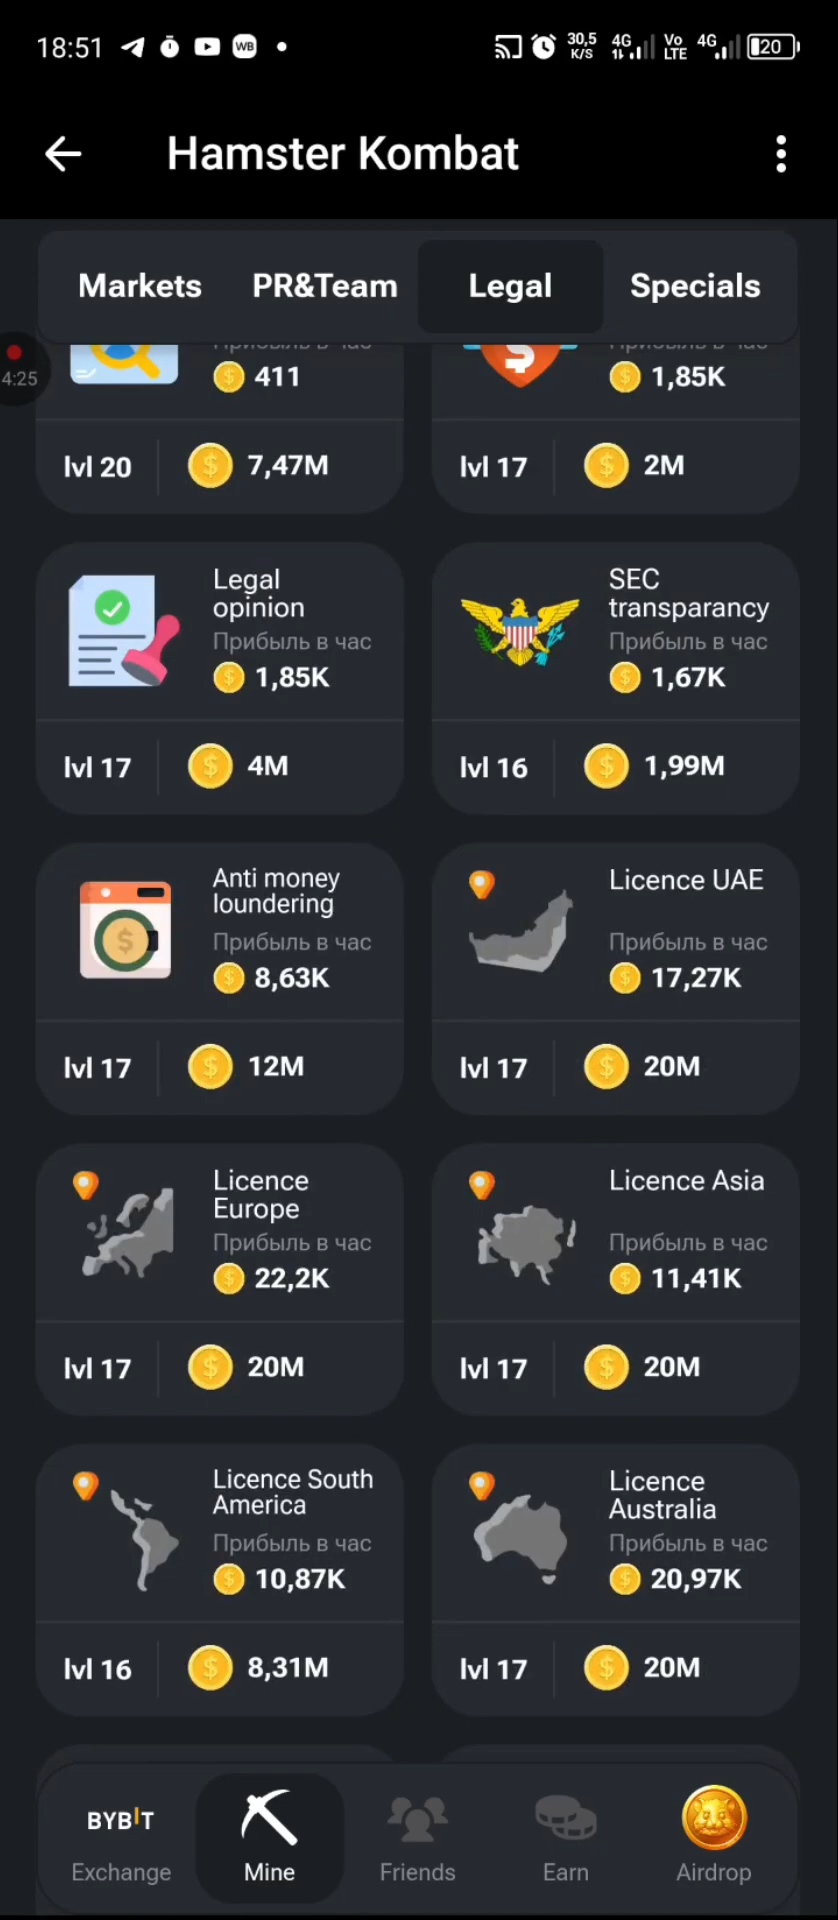 18:51
WB
30,5
K/S
4G
Vo
LTE
4G
20
Hamster Kombat
Markets PR&Team Legal Specials
4:25
411
1,85K
lvl 20 7,47M
lvl 17 2M
Legal
opinion
Прибыль в час
1,85K
lvl 17 4M
SEC
transparancy
Прибыль в час
1,67K
lvl 16 1,99M
Anti money
loundering
Прибыль в час
8,63K
lvl 17 12M
Licence UAE
Прибыль в час
17,27K
lvl 17 20M
Licence
Europe
Прибыль в час
22,2K
lvl 17 20M
Licence Asia
Прибыль в час
11,41K
lvl 17 20M
Licence South
America
Прибыль в час
10,87K
lvl 16 8,31M
Licence
Australia
Прибыль в час
20,97K
lvl 17 20M
BYBIT
Exchange Mine Friends Earn Airdrop